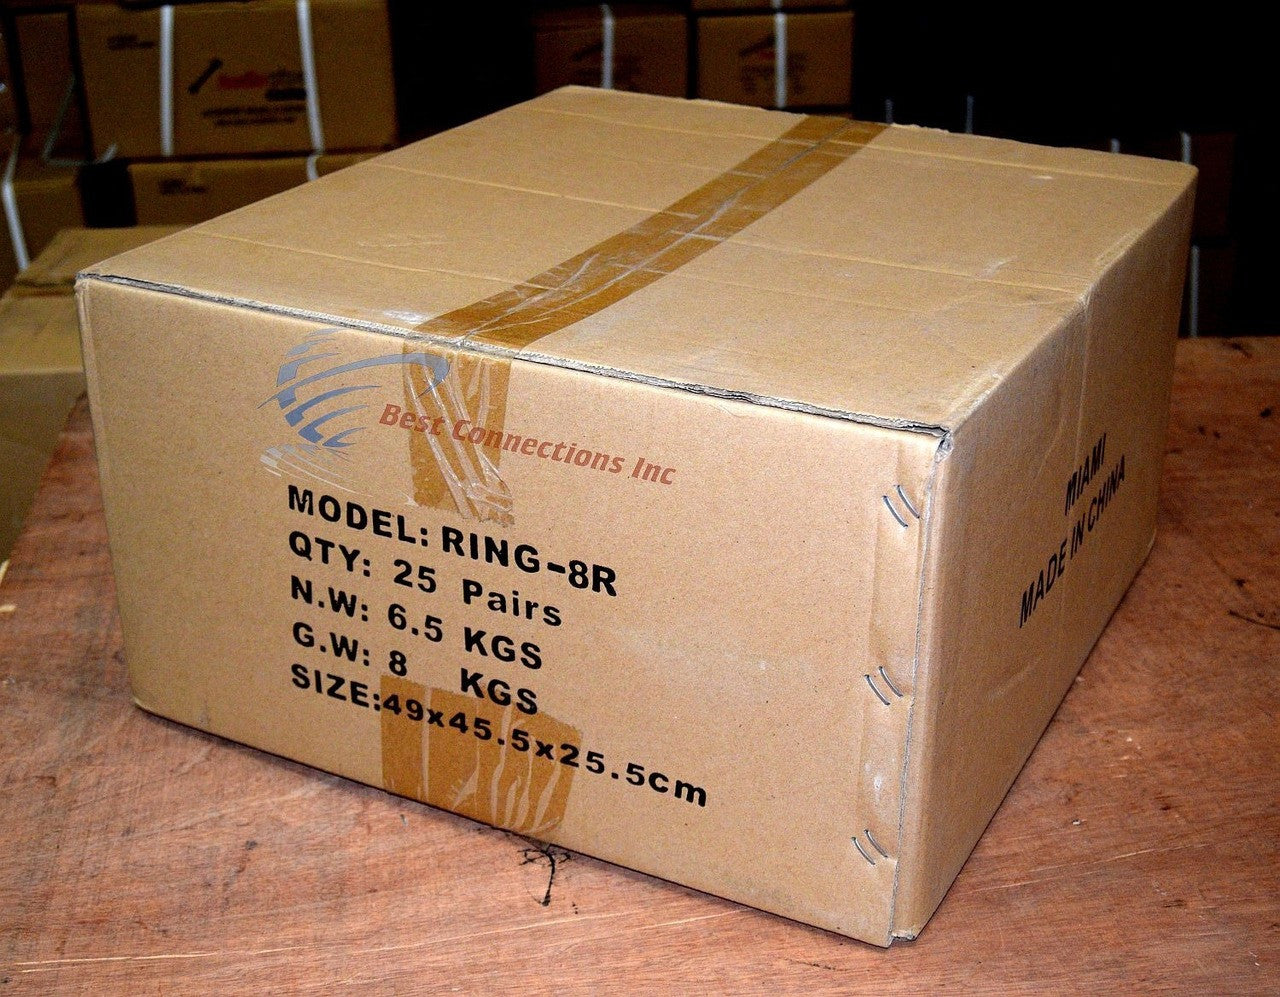 Best Connections Inc
MODEL: RING-8R
QTY: 25 Pairs
N.W: 6.5 KGS
G.W: 8 KGS
SIZE:49x45.5x25.5cm
MIAMI
MADE IN CHINA